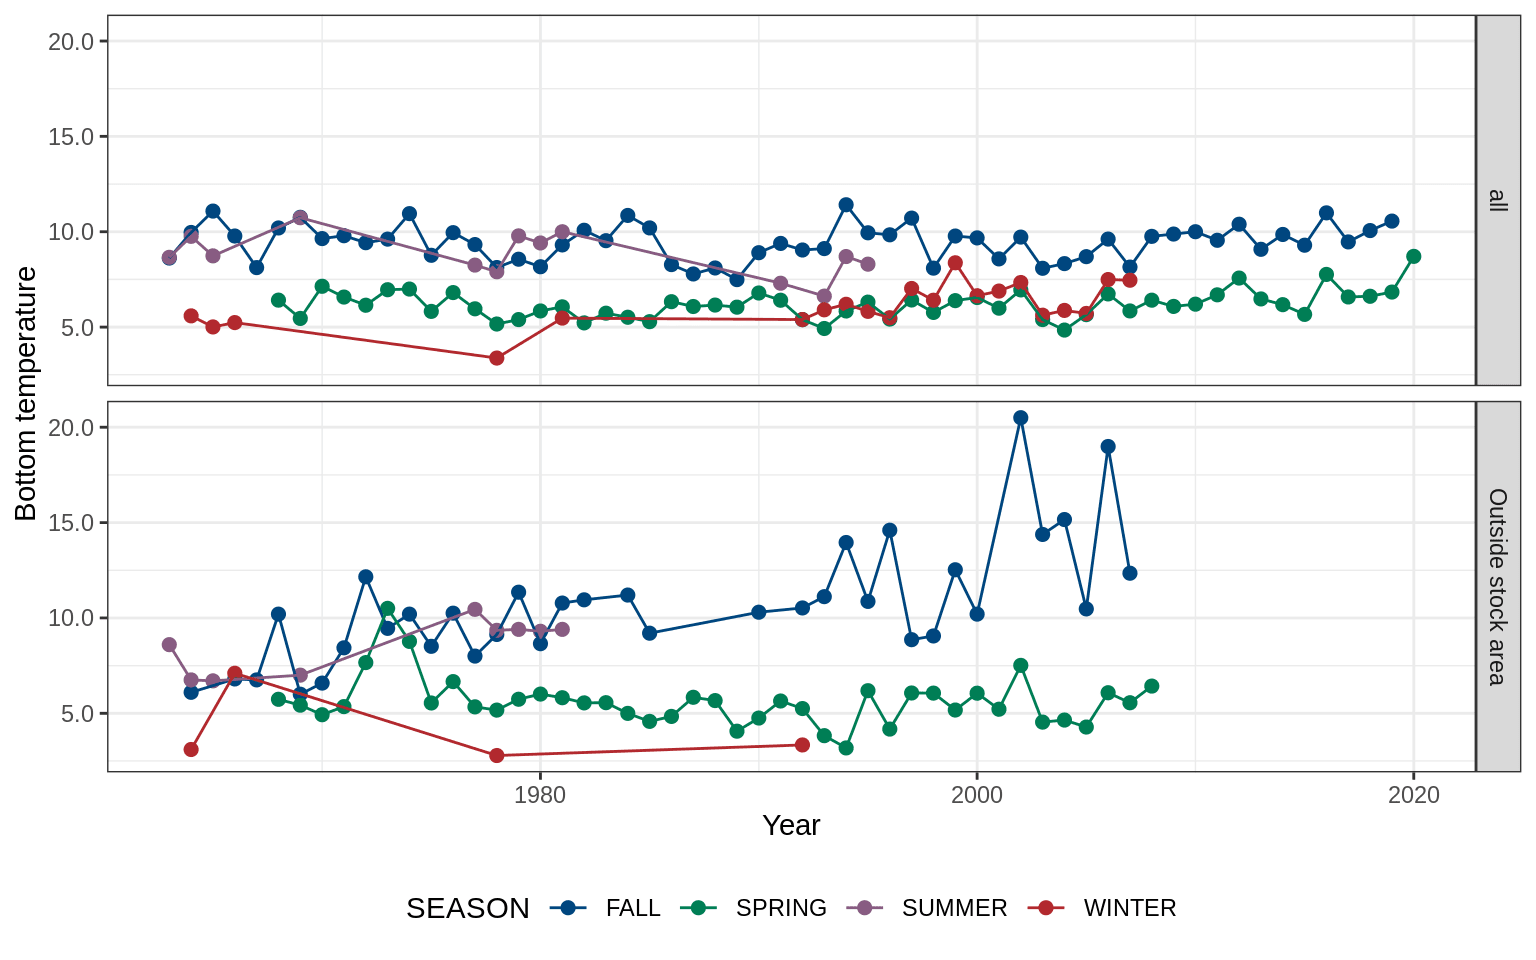 20.0
15.0
10.0
5.0
all
20.0
15.0
10.0
5.0
Outside stock area
Bottom temperature
1980 2000 2020
Year
SEASON FALL SPRING SUMMER WINTER